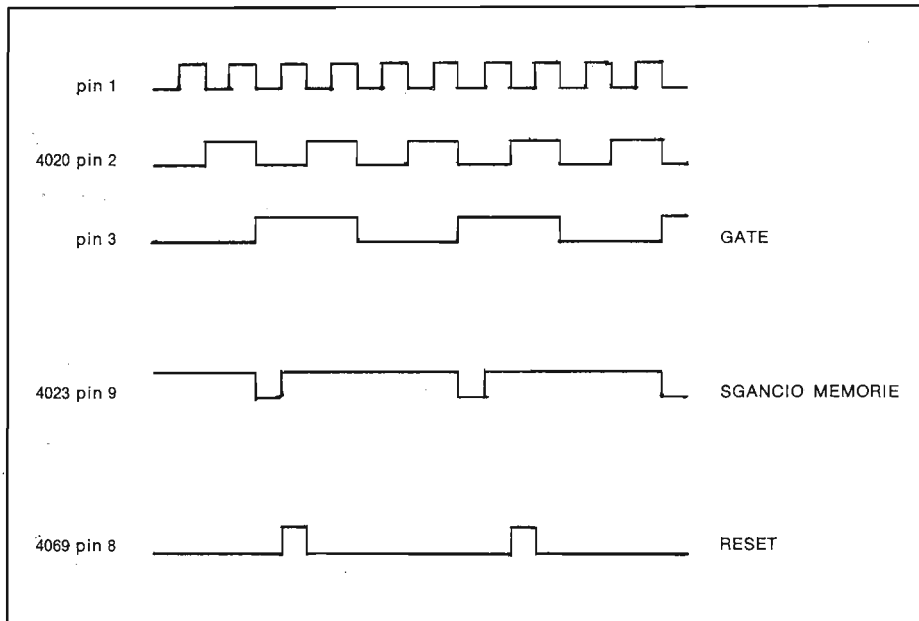 pin 1
4020 pin 2
pin 3 GATE
4023 pin 9 SGANCIO MEMORIE
4069 pin 8 RESET